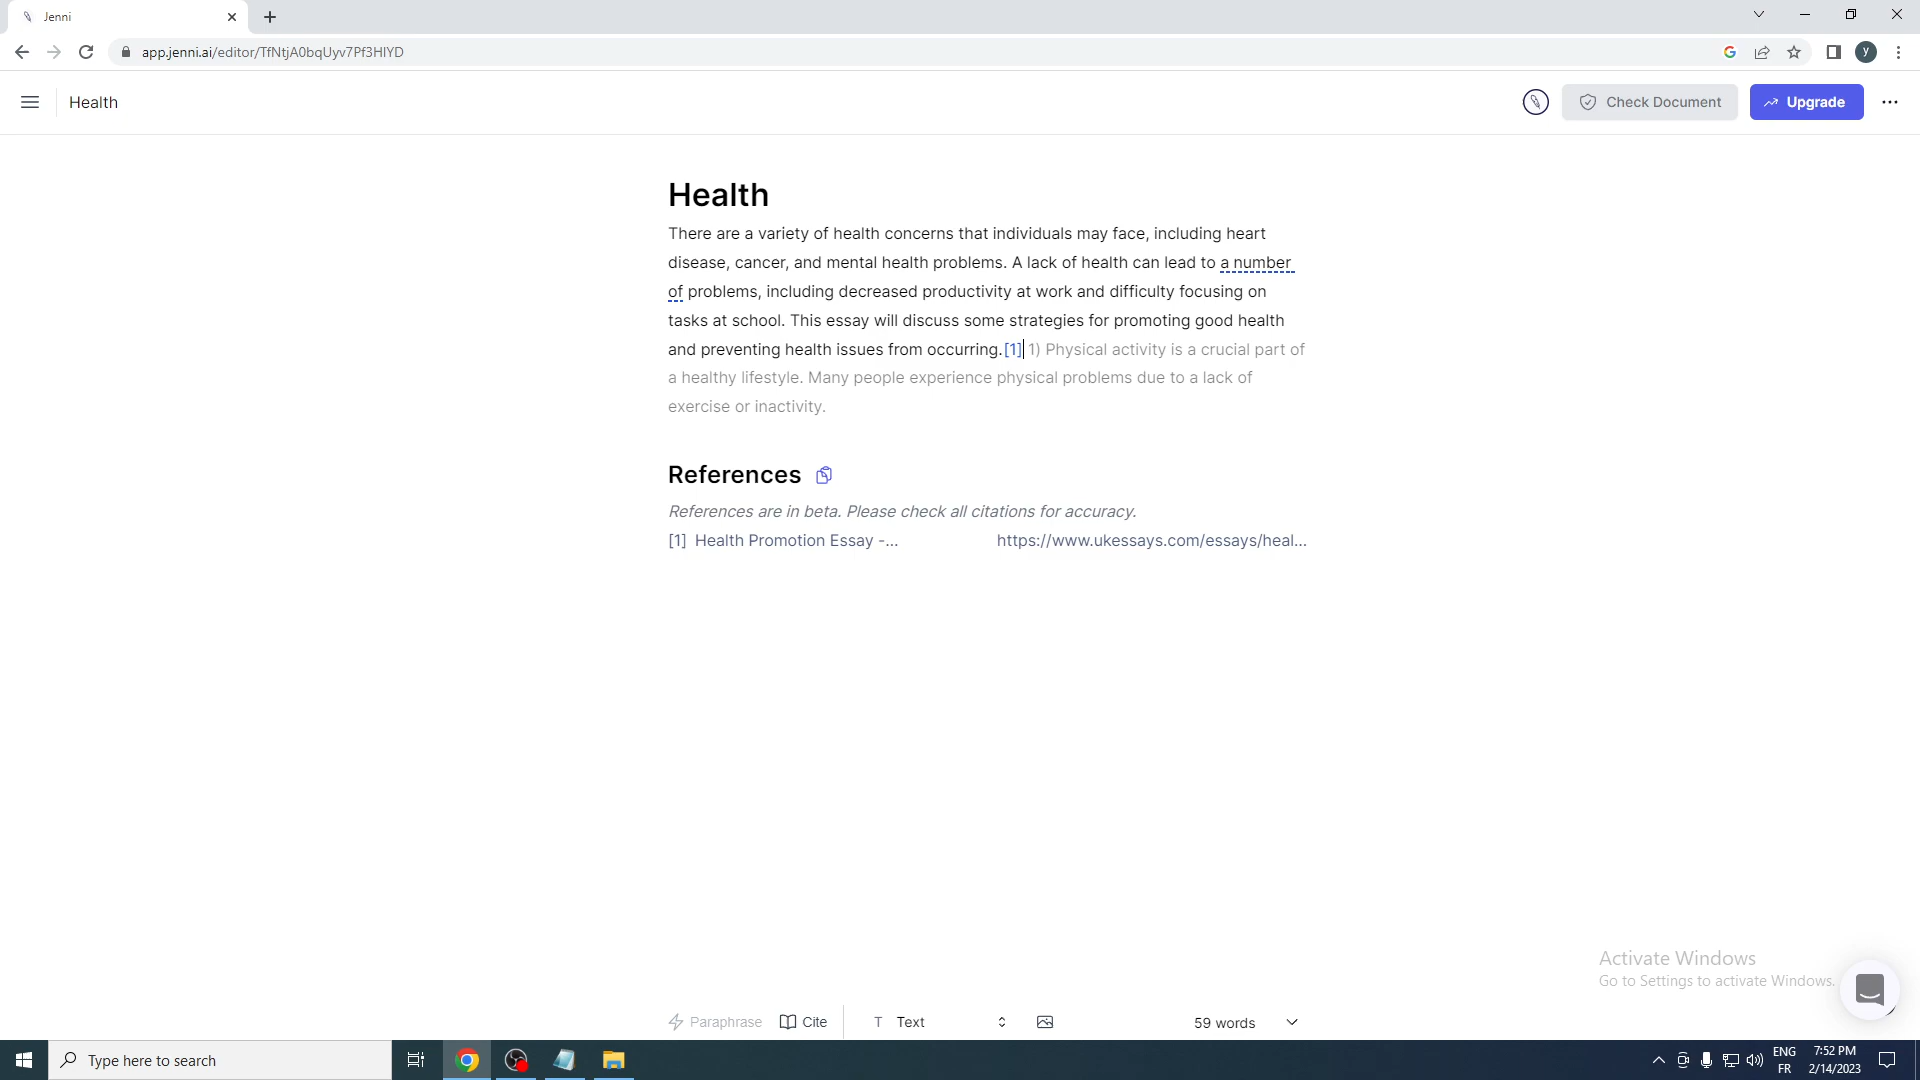 Jenni
app.jenni.ai/editor/TfNtjA0bqUyv7Pf3HIYD
y
Health
Check Document
Upgrade
Health
There are a variety of health concerns that individuals may face, including heart
disease, cancer, and mental health problems. A lack of health can lead to a number
of problems, including decreased productivity at work and difficulty focusing on
tasks at school. This essay will discuss some strategies for promoting good health
and preventing health issues from occurring.[1] 1) Physical activity is a crucial part of
a healthy lifestyle. Many people experience physical problems due to a lack of
exercise or inactivity.
References
References are in beta. Please check all citations for accuracy.
[1] Health Promotion Essay -... https://www.ukessays.com/essays/heal...
Activate Windows
Go to Settings to activate Windows.
Paraphrase Cite T Text 59 words
Type here to search
ENG 7:52 PM
FR 2/14/2023